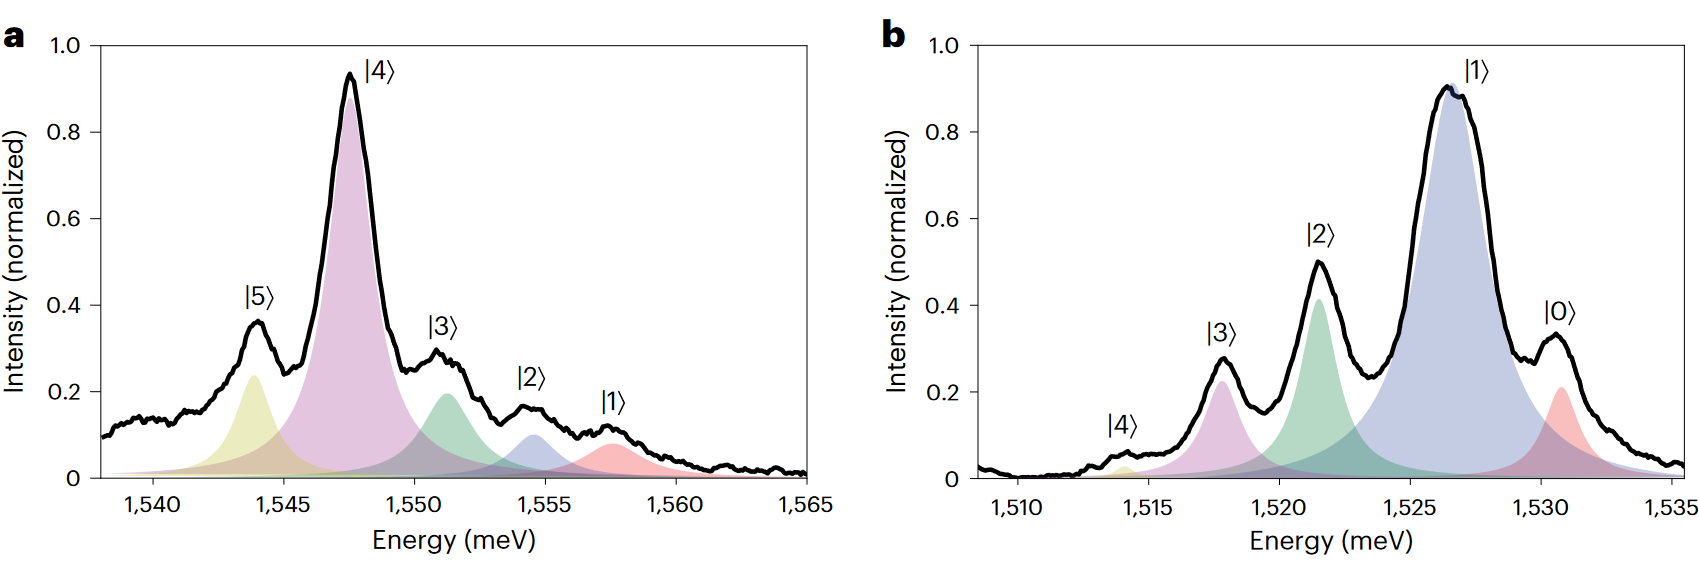 a
1.0
0.8
0.6
0.4
0.2
0
Intensity (normalized)
|5⟩
|4⟩
|3⟩
|2⟩
|1⟩
1,540 1,545 1,550 1,555 1,560 1,565
Energy (meV)
b
1.0
0.8
0.6
0.4
0.2
0
Intensity (normalized)
|4⟩
|3⟩
|2⟩
|1⟩
|0⟩
1,510 1,515 1,520 1,525 1,530 1,535
Energy (meV)